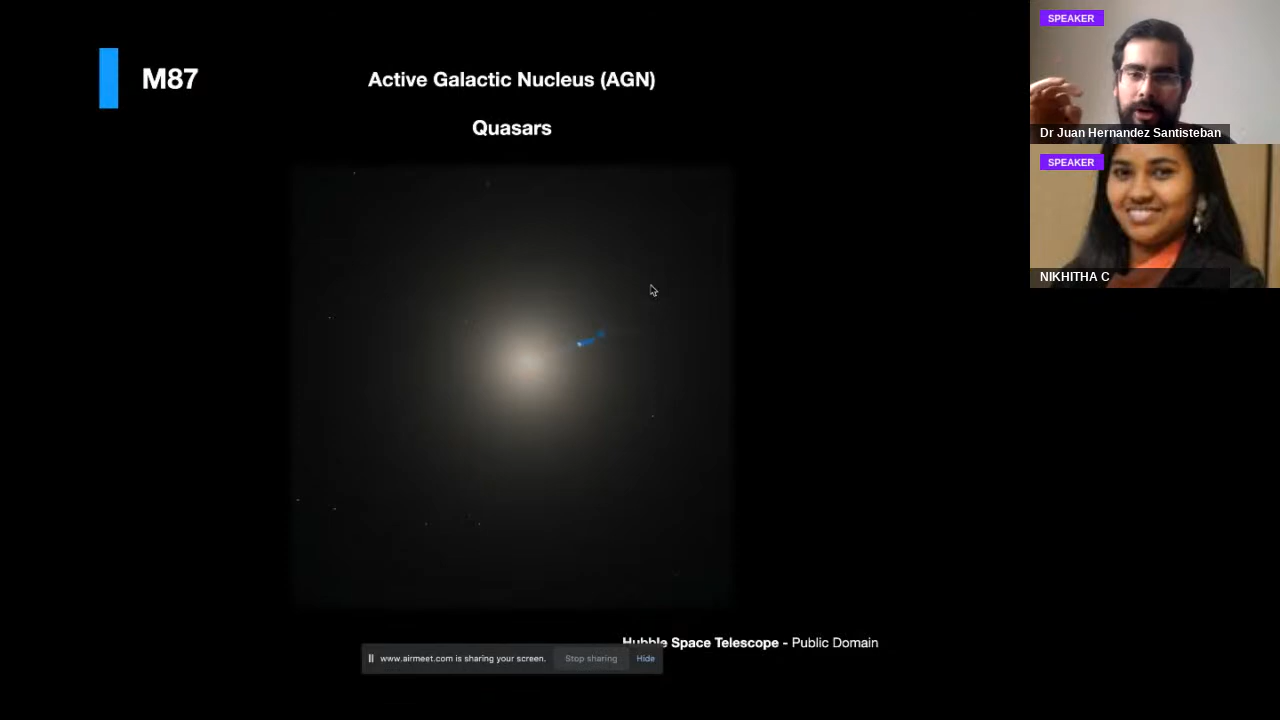 M87
Active Galactic Nucleus (AGN)
Quasars
Hubble Space Telescope - Public Domain
www.airmeet.com is sharing your screen.
Stop sharing
Hide
SPEAKER
Dr Juan Hernandez Santisteban
SPEAKER
NIKHITHA C